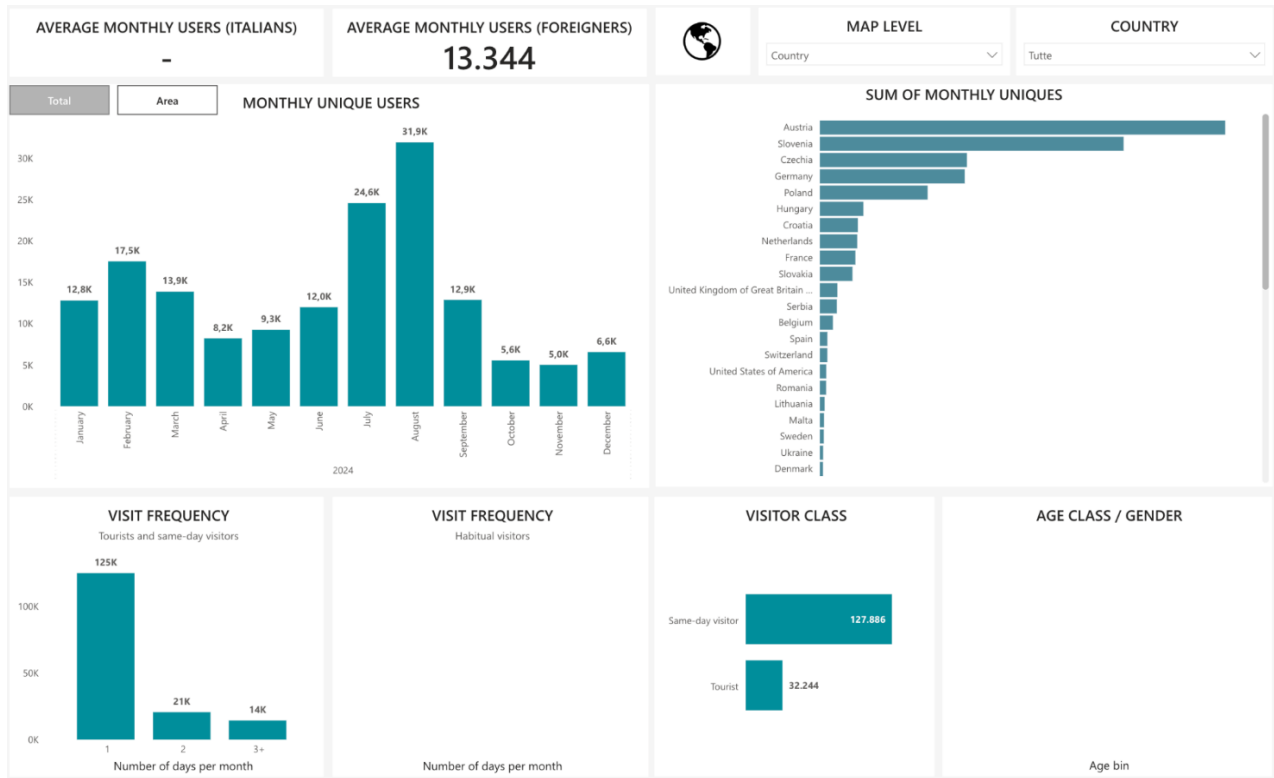 AVERAGE MONTHLY USERS (ITALIANS)
-
AVERAGE MONTHLY USERS (FOREIGNERS)
13.344
MAP LEVEL
Country
COUNTRY
Tutte
Total
Area
MONTHLY UNIQUE USERS
30K
25K
20K
15K
10K
5K
0K
12,8K
17,5K
13,9K
8,2K
9,3K
12,0K
24,6K
31,9K
12,9K
5,6K
5,0K
6,6K
January
February
March
April
May
June
July
August
September
October
November
December
2024
SUM OF MONTHLY UNIQUES
Austria
Slovenia
Czechia
Germany
Poland
Hungary
Croatia
Netherlands
France
Slovakia
United Kingdom of Great Britain ...
Serbia
Belgium
Spain
Switzerland
United States of America
Romania
Lithuania
Malta
Sweden
Ukraine
Denmark
VISIT FREQUENCY
Tourists and same-day visitors
100K
50K
0K
125K
21K
14K
1
2
3+
Number of days per month
VISIT FREQUENCY
Habitual visitors
Number of days per month
VISITOR CLASS
Same-day visitor
127.886
Tourist
32.244
AGE CLASS / GENDER
Age bin